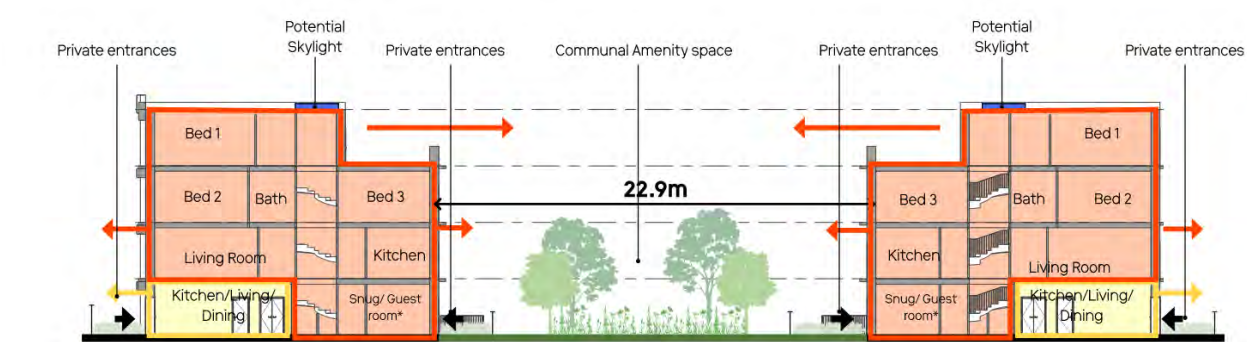 Potential
Skylight
Private entrances
Private entrances
Communal Amenity space
Private entrances
Potential
Skylight
Private entrances
Bed 1
Bed 1
22.9m
Bed 2
Bath
Bed 3
Bed 3
Bath
Bed 2
Living Room
Kitchen
Kitchen
Living Room
Kitchen/Living/
Dining
Snug/ Guest
room*
Snug/ Guest
room*
Kitchen/Living/
Dining